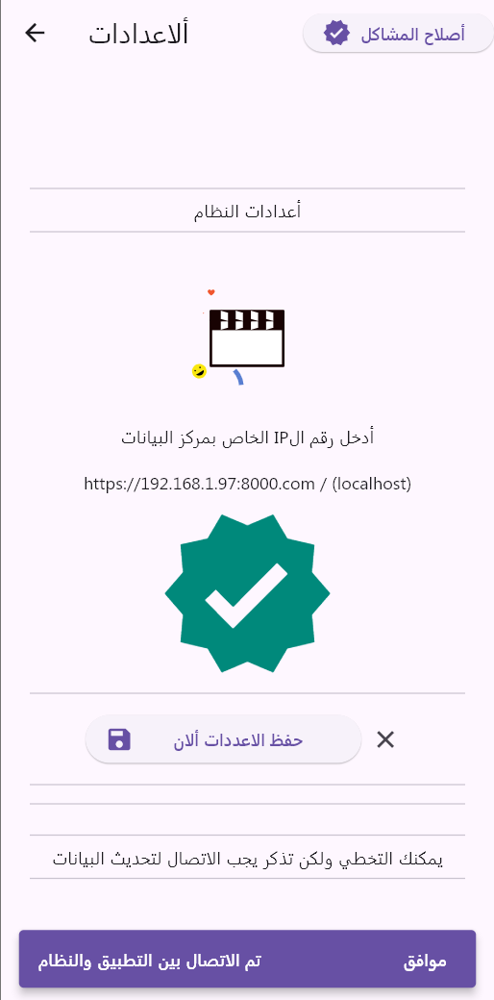 ألاعدادات
أصلاح المشاكل
أعدادات النظام
أدخل رقم الIP الخاص بمركز البيانات
https://192.168.1.97:8000.com / (localhost)
حفظ الاعددات ألان
يمكنك التخطي ولكن تذكر يجب الاتصال لتحديث البيانات
تم الاتصال بين التطبيق والنظام
موافق